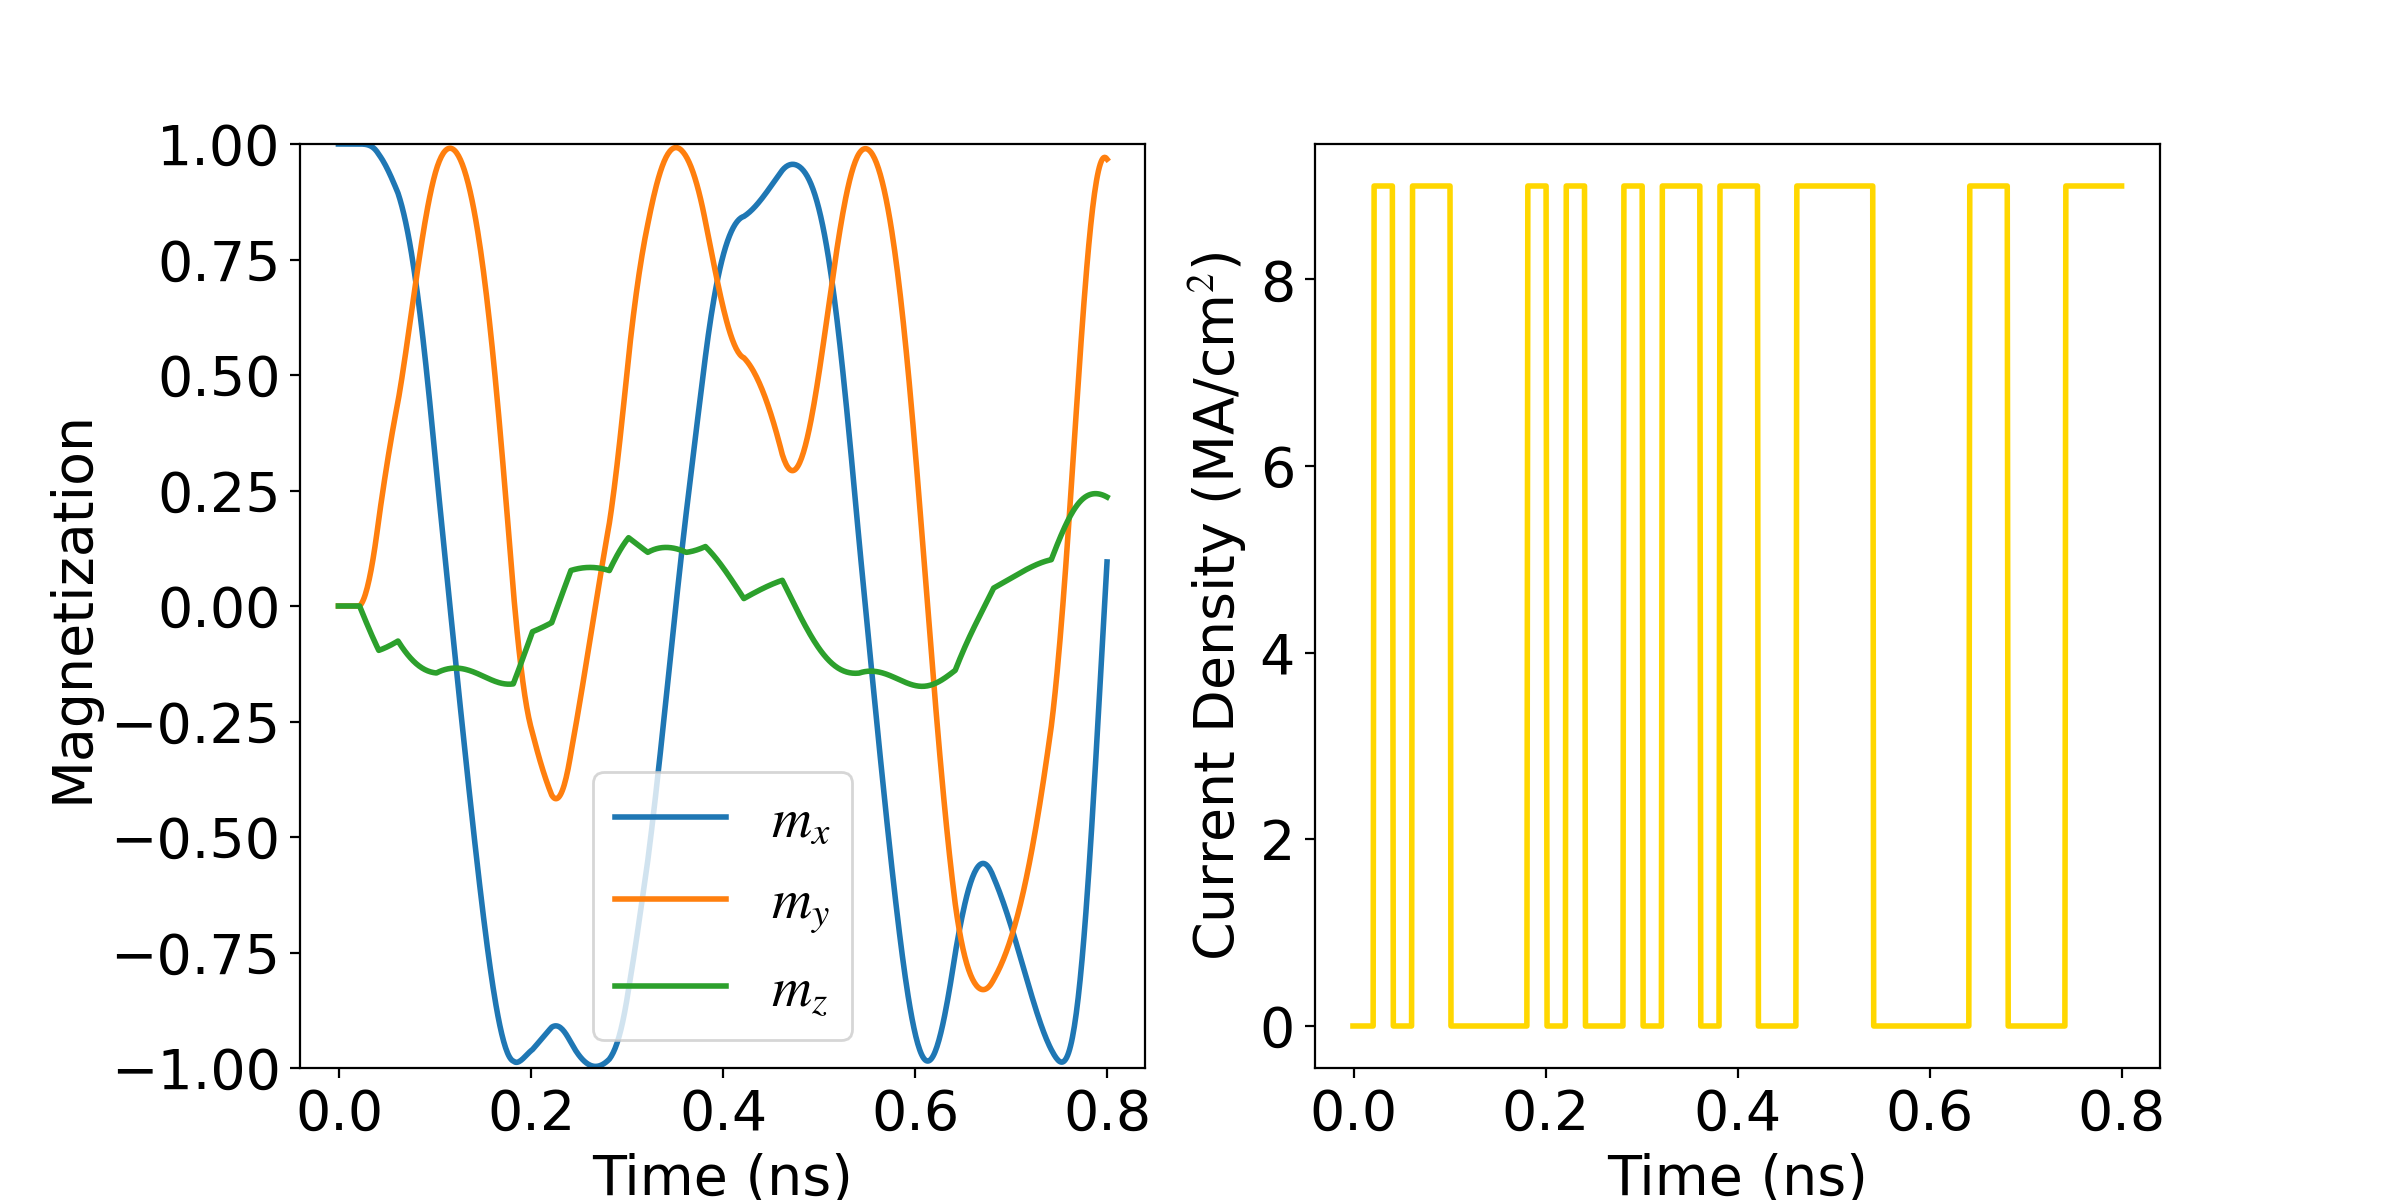 Magnetization
1.00
0.75
0.50
0.25
0.00
−0.25
−0.50
−0.75
−1.00
0.0 0.2 0.4 0.6 0.8
Time (ns)
m_x
m_y
m_z
Current Density (MA/cm²)
8
6
4
2
0
0.0 0.2 0.4 0.6 0.8
Time (ns)